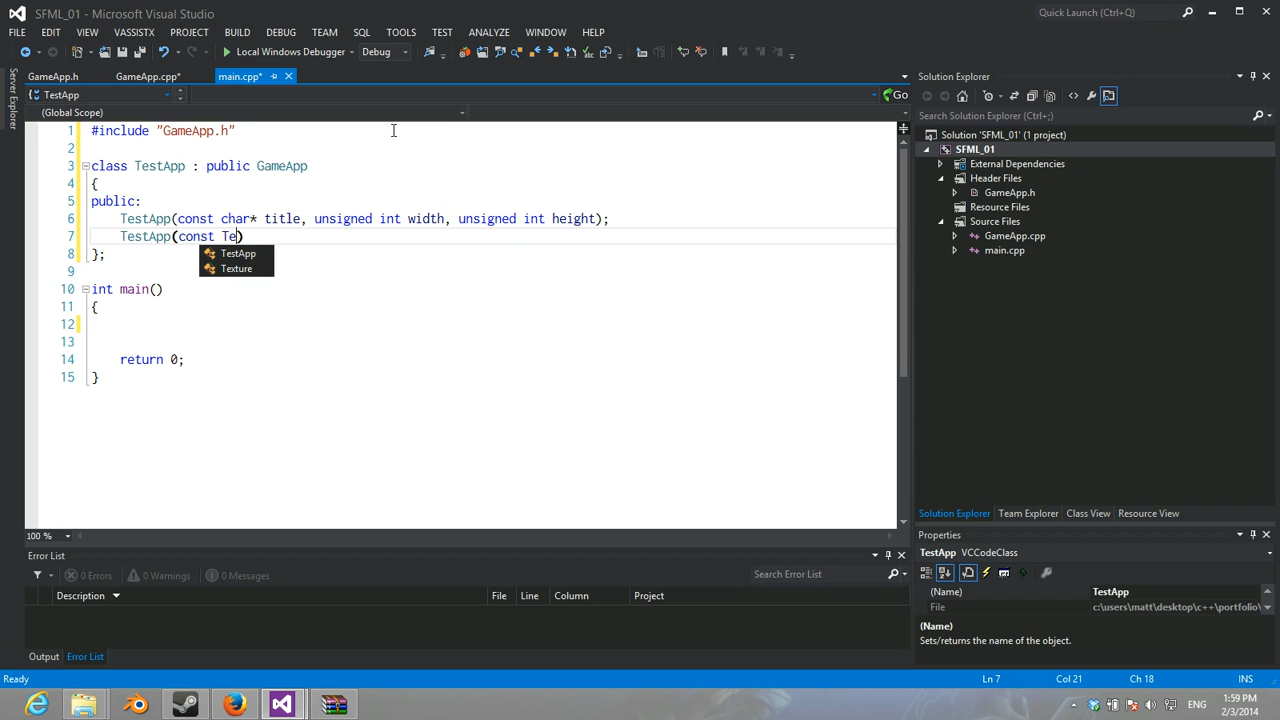 SFML_01 - Microsoft Visual Studio
Quick Launch (Ctrl+Q)
FILE EDIT VIEW VASSISTX PROJECT BUILD DEBUG TEAM SQL TOOLS TEST ANALYZE WINDOW HELP
Local Windows Debugger Debug
Server Explorer
GameApp.h GameApp.cpp* main.cpp*
TestApp Go
(Global Scope)
1 #include "GameApp.h"
2
3 class TestApp : public GameApp
4 {
5 public:
6 TestApp(const char* title, unsigned int width, unsigned int height);
7 TestApp(const Te)
TestApp
Texture
8 };
9
10 int main()
11 {
12
13
14 return 0;
15 }
100 %
Solution Explorer
Search Solution Explorer (Ctrl+;)
Solution 'SFML_01' (1 project)
SFML_01
External Dependencies
Header Files
GameApp.h
Resource Files
Source Files
GameApp.cpp
main.cpp
Solution Explorer Team Explorer Class View Resource View
Properties
TestApp VCCodeClass
(Name) TestApp
File c:\users\matt\desktop\c++\portfolio\
(Name)
Sets/returns the name of the object.
Error List
0 Errors 0 Warnings 0 Messages
Search Error List
Description File Line Column Project
Output Error List
Ready Ln 7 Col 21 Ch 18 INS
ENG
1:59 PM
2/3/2014